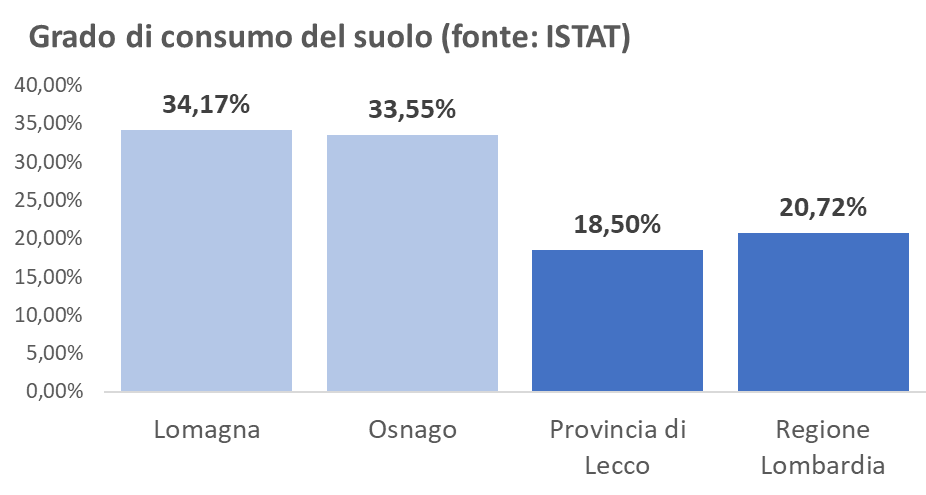 Grado di consumo del suolo (fonte: ISTAT)
40,00%
35,00%
30,00%
25,00%
20,00%
15,00%
10,00%
5,00%
0,00%
34,17%
33,55%
18,50%
20,72%
Lomagna
Osnago
Provincia di
Lecco
Regione
Lombardia